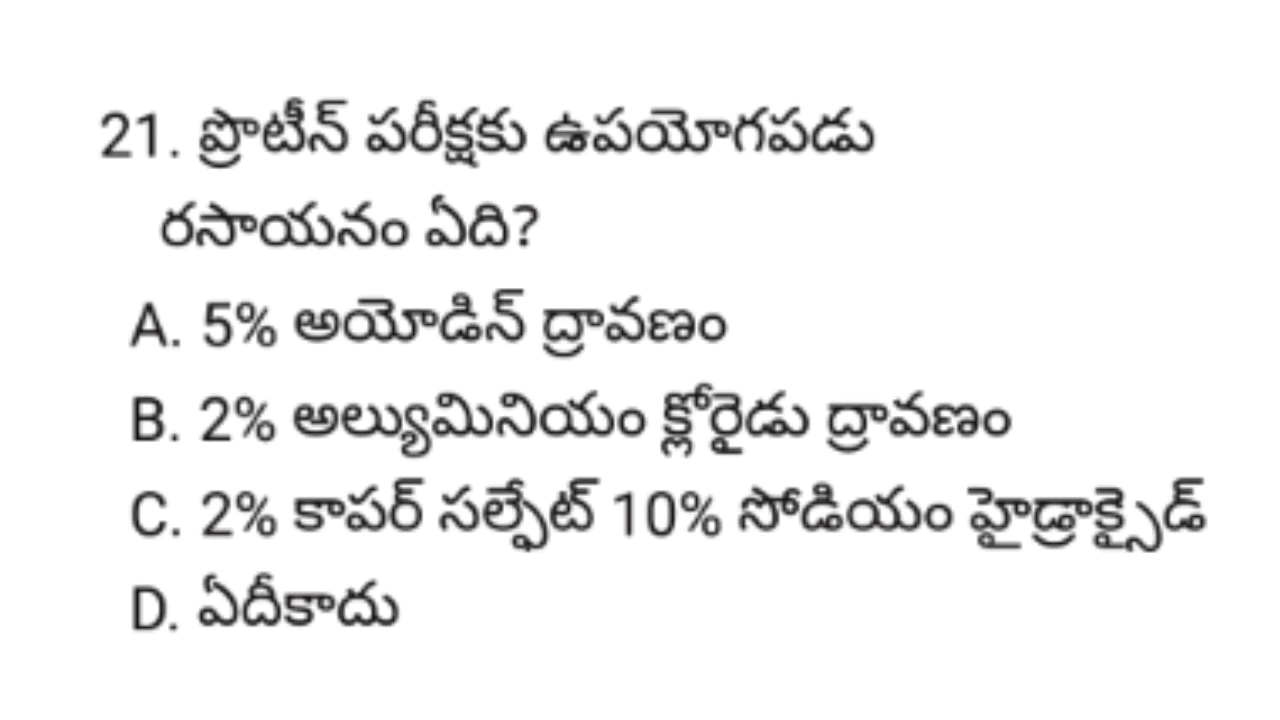 21. ప్రొటీన్ పరీక్షకు ఉపయోగపడు
రసాయనం ఏది?
A. 5% అయోడిన్ ద్రావణం
B. 2% అల్యుమినియం క్లోరైడు ద్రావణం
C. 2% కాపర్ సల్ఫేట్ 10% సోడియం హైడ్రాక్సైడ్
D. ఏదీకాదు